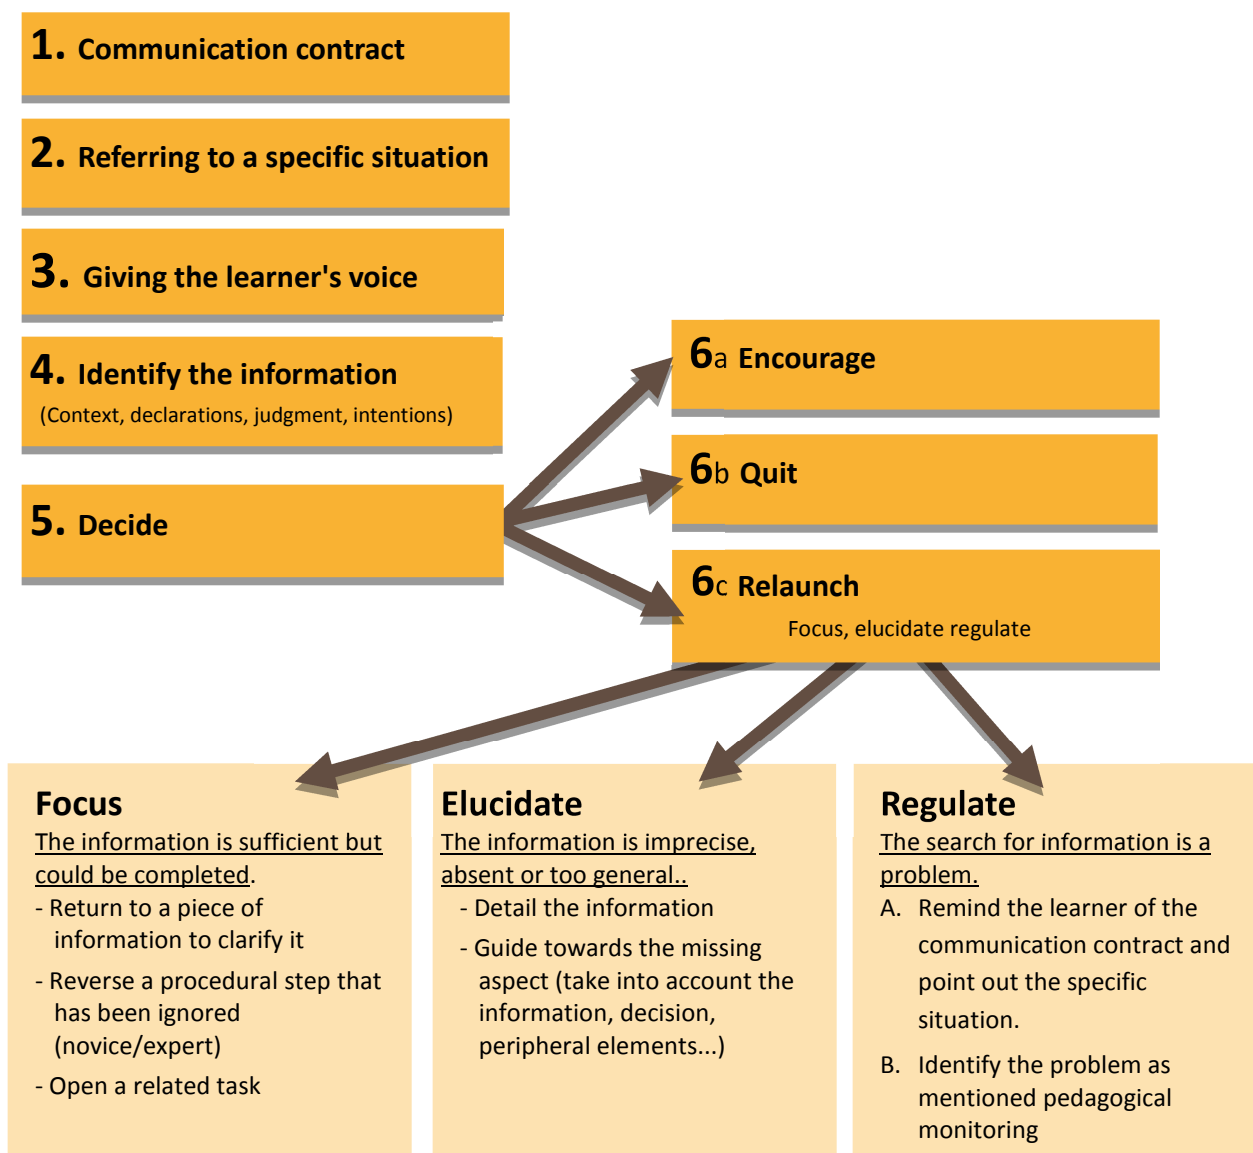 1. Communication contract
2. Referring to a specific situation
3. Giving the learner's voice
4. Identify the information
(Context, declarations, judgment, intentions)
5. Decide
6a Encourage
6b Quit
6c Relaunch
Focus, elucidate regulate
Focus
The information is sufficient but
could be completed.
- Return to a piece of
information to clarify it
- Reverse a procedural step that
has been ignored
(novice/expert)
- Open a related task
Elucidate
The information is imprecise,
absent or too general..
- Detail the information
- Guide towards the missing
aspect (take into account the
information, decision,
peripheral elements...)
Regulate
The search for information is a
problem.
A. Remind the learner of the
communication contract and
point out the specific
situation.
B. Identify the problem as
mentioned pedagogical
monitoring